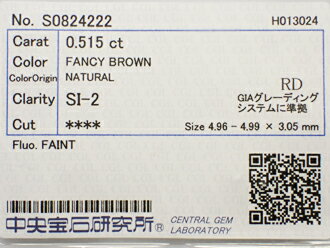 No. S0824222 H013024
Carat 0.515 ct
Color FANCY BROWN
ColorOrigin NATURAL
RD
Clarity SI-2
GIAグレーディング
システムに準拠
Cut ****
Size 4.96 - 4.99 × 3.05 mm
Fluo. FAINT
中央宝石研究所® CENTRAL GEM
LABORATORY